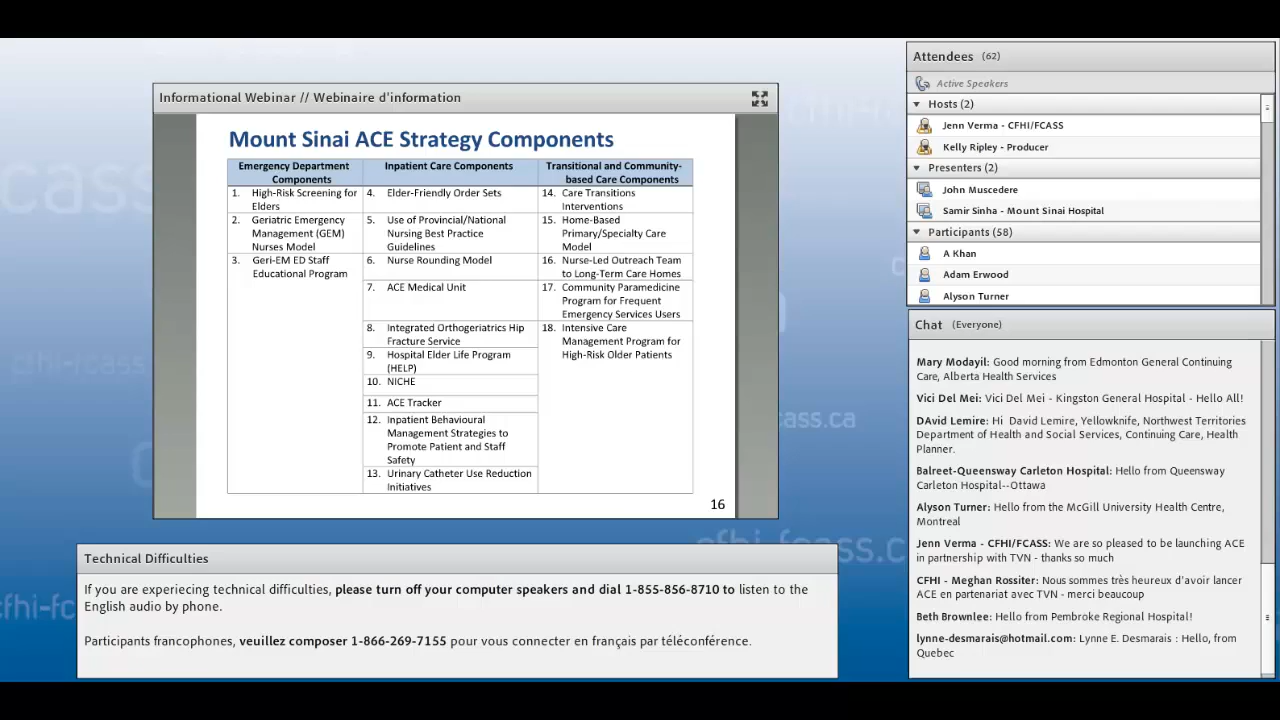 Informational Webinar // Webinaire d'information
Mount Sinai ACE Strategy Components
Emergency Department
Components
1. High-Risk Screening for
Elders
2. Geriatric Emergency
Management (GEM)
Nurses Model
3. Geri-EM ED Staff
Educational Program
Inpatient Care Components
4. Elder-Friendly Order Sets
5. Use of Provincial/National
Nursing Best Practice
Guidelines
6. Nurse Rounding Model
7. ACE Medical Unit
8. Integrated Orthogeriatrics Hip
Fracture Service
9. Hospital Elder Life Program
(HELP)
10. NICHE
11. ACE Tracker
12. Inpatient Behavioural
Management Strategies to
Promote Patient and Staff
Safety
13. Urinary Catheter Use Reduction
Initiatives
Transitional and Community-
based Care Components
14. Care Transitions
Interventions
15. Home-Based
Primary/Specialty Care
Model
16. Nurse-Led Outreach Team
to Long-Term Care Homes
17. Community Paramedicine
Program for Frequent
Emergency Services Users
18. Intensive Care
Management Program for
High-Risk Older Patients
16
Technical Difficulties
If you are experiecing technical difficulties, please turn off your computer speakers and dial 1-855-856-8710 to listen to the
English audio by phone.
Participants francophones, veuillez composer 1-866-269-7155 pour vous connecter en français par téléconférence.
Attendees (62)
Active Speakers
Hosts (2)
Jenn Verma - CFHI/FCASS
Kelly Ripley - Producer
Presenters (2)
John Muscedere
Samir Sinha - Mount Sinai Hospital
Participants (58)
A Khan
Adam Erwood
Alyson Turner
Chat (Everyone)
Mary Modayil: Good morning from Edmonton General Continuing
Care, Alberta Health Services
Vici Del Mei: Vici Del Mei - Kingston General Hospital - Hello All!
DAvid Lemire: Hi David Lemire, Yellowknife, Northwest Territories
Department of Health and Social Services, Continuing Care, Health
Planner.
Balreet-Queensway Carleton Hospital: Hello from Queensway
Carleton Hospital--Ottawa
Alyson Turner: Hello from the McGill University Health Centre,
Montreal
Jenn Verma - CFHI/FCASS: We are so pleased to be launching ACE
in partnership with TVN - thanks so much
CFHI - Meghan Rossiter: Nous sommes très heureux d'avoir lancer
ACE en partenariat avec TVN - merci beaucoup
Beth Brownlee: Hello from Pembroke Regional Hospital!
lynne-desmarais@hotmail.com: Lynne E. Desmarais : Hello, from
Quebec